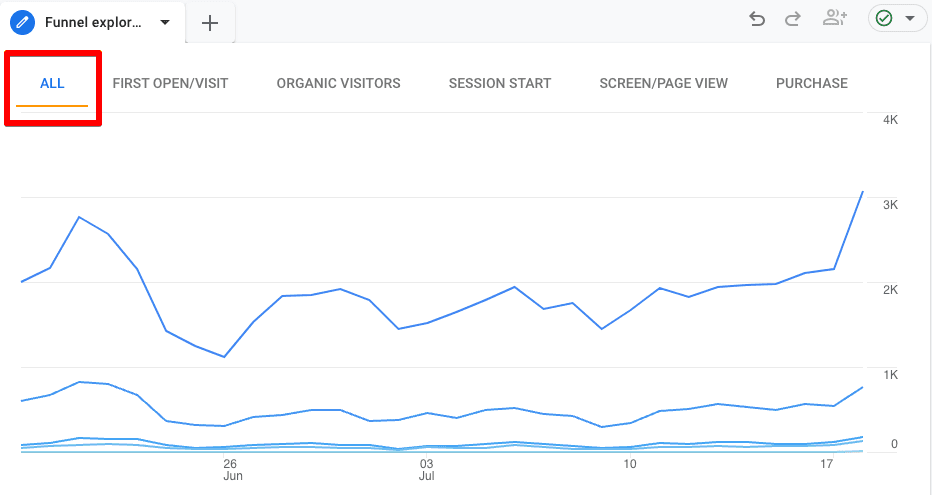 Funnel explor...
ALL FIRST OPEN/VISIT ORGANIC VISITORS SESSION START SCREEN/PAGE VIEW PURCHASE
4K
3K
2K
1K
0
26 03 10 17
Jun Jul